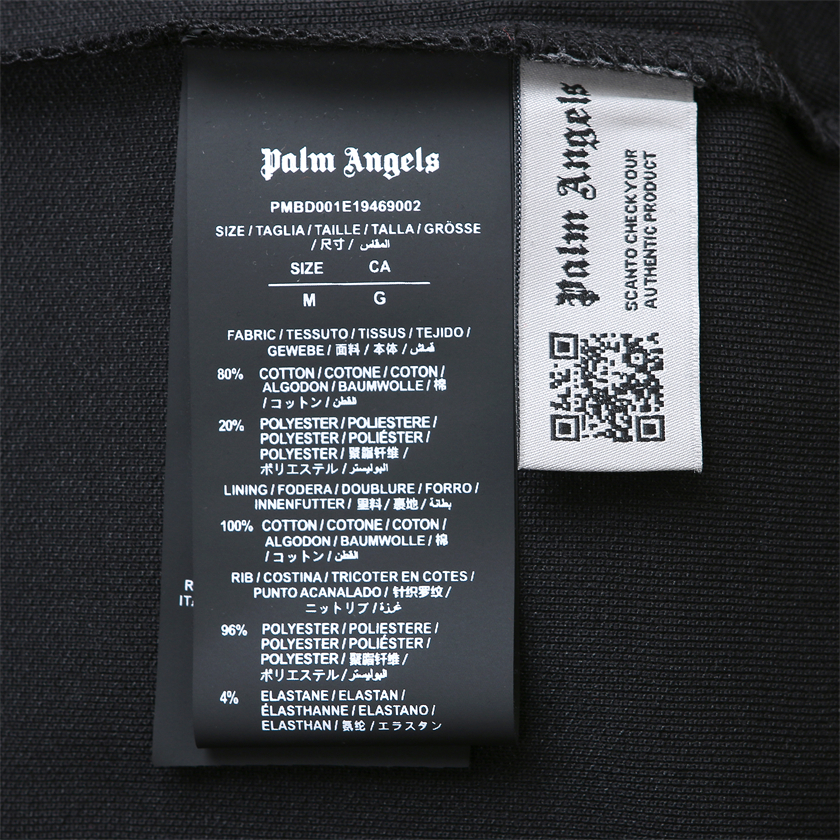 Palm Angels
PMBD001E19469002
SIZE / TAGLIA / TAILLE / TALLA / GRÖSSE
/ 尺寸 / المقاس
SIZE CA
M G
FABRIC / TESSUTO / TISSUS / TEJIDO /
GEWEBE / 面料 / 本体 / قماش
80% COTTON / COTONE / COTON /
ALGODON / BAUMWOLLE / 棉
/ コットン / القطن
20% POLYESTER / POLIESTERE /
POLYESTER / POLIÉSTER /
POLYESTER / 聚酯纤维 /
ポリエステル / البوليستر
LINING / FODERA / DOUBLURE / FORRO /
INNENFUTTER / 里料 / 裏地 / بطانة
100% COTTON / COTONE / COTON /
ALGODON / BAUMWOLLE / 棉
/ コットン / القطن
RIB / COSTINA / TRICOTER EN COTES /
PUNTO ACANALADO / 针织罗纹 /
ニットリブ / غرزة
96% POLYESTER / POLIESTERE /
POLYESTER / POLIÉSTER /
POLYESTER / 聚酯纤维 /
ポリエステル / البوليستر
4% ELASTANE / ELASTAN /
ÉLASTHANNE / ELASTANO /
ELASTHAN / 氨纶 / エラスタン
Palm Angels
SCAN TO CHECK YOUR
AUTHENTIC PRODUCT